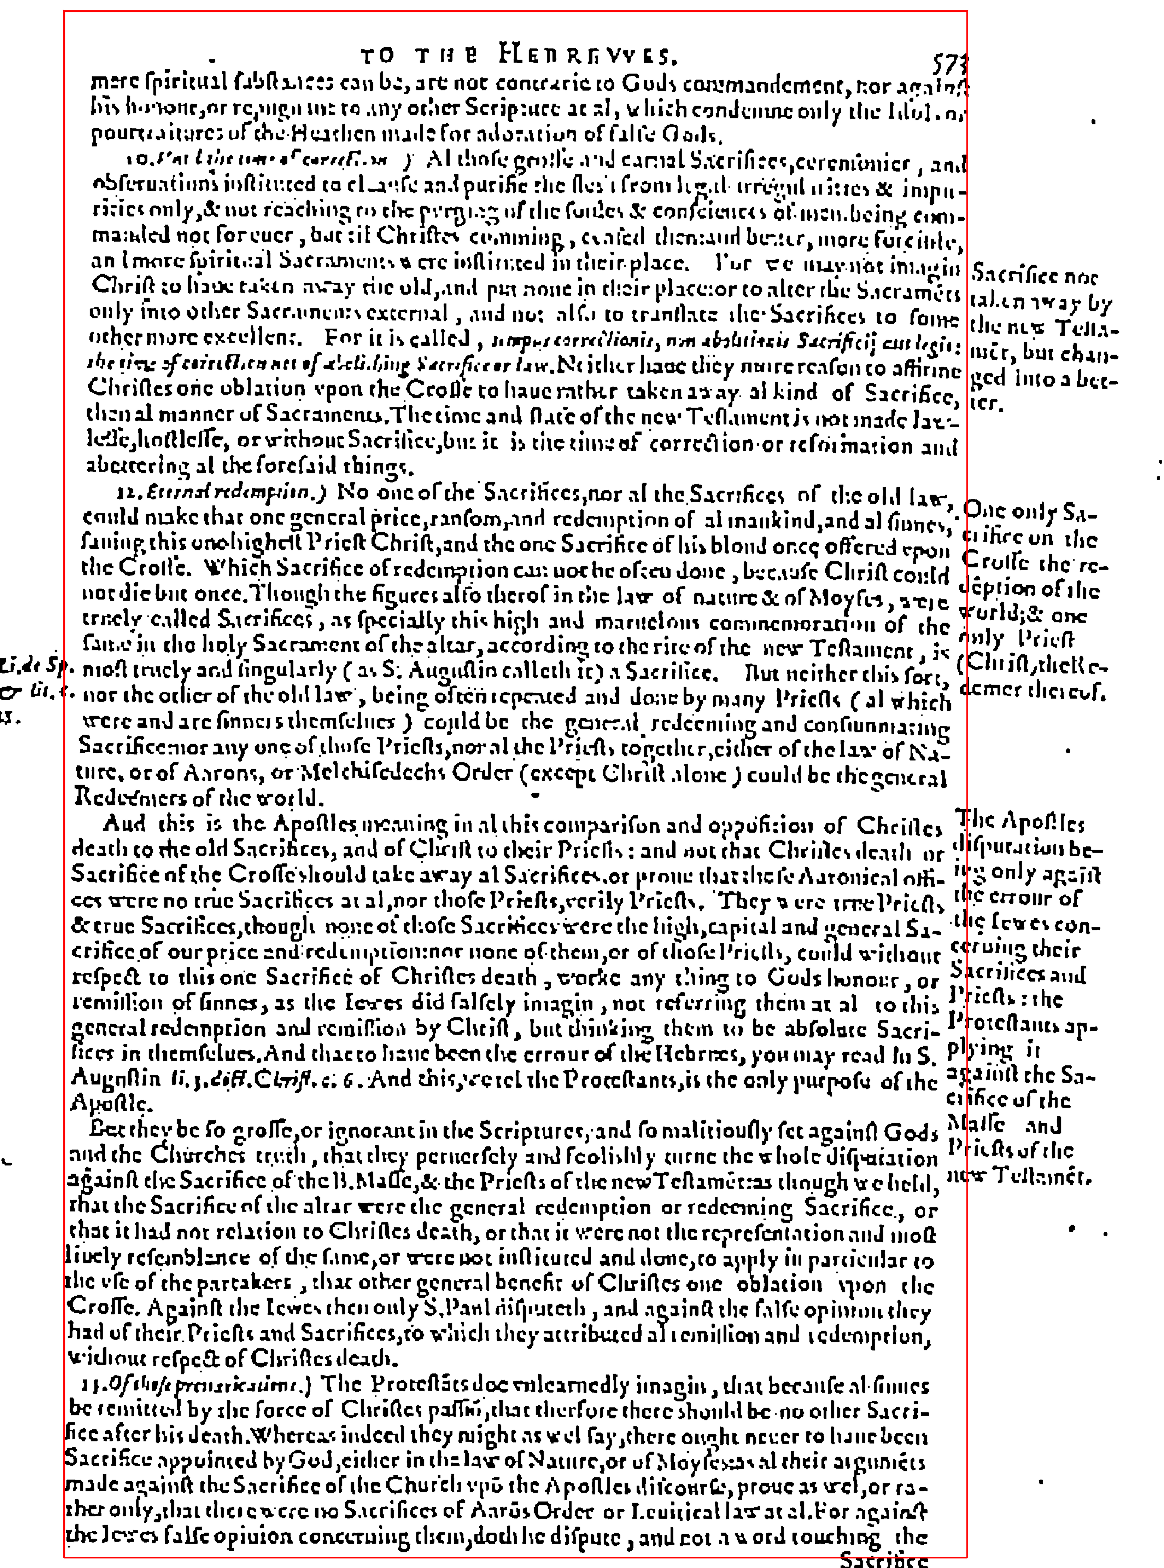 TO THE HEBREVVES. 573
mere spiritual substances can be, are not contrarie to Gods commandement, nor against
his honour, or repugnant to any other Scripture at al, which condemne only the Idols or
pourtraitures of the Heathen made for adoration of false Gods.
10. Vntil the time of correction ) Al those grosse and carnal Sacrifices, ceremonies, and
obseruations instituted to cleanse and purifie the flesh from legal irregularities & impu-
rities only, & not reaching to the purging of the soules & consciences of men. being com-
manded not for euer, but til Christes comming, ceased then: and better, more forcible,
and more spiritual Sacraments were instituted in their place. For we may not imagin
Christ to haue taken away the old, and put none in their place: or to alter the Sacramẽts
only into other Sacraments external, and not also to translate the Sacrifices to some
other more excellent. For it is called, tempus correctionis, non abolitionis Sacrificij aut legis:
the time of correction not of abolishing Sacrifice or law. Neither haue they more reason to affirme
Christes one oblation vpon the Crosse to haue rather taken away al kind of Sacrifice,
then al manner of Sacraments. The time and state of the new Testament is not made law-
lesse, hostlesse, or without Sacrifice, but it is the time of correction or reformation and
abettering al the foresaid things.
12. Eternal redemption.) No one of the Sacrifices, nor al the Sacrifices of the old law,
could make that one general price, ransom, and redemption of al mankind, and al sinnes,
sauing this one highest Priest Christ, and the one Sacrifice of his bloud once offered vpon
the Crosse. Which Sacrifice of redemption can not be often done, because Christ could
not die but once. Though the figures also therof in the law of nature & of Moyses, were
truely called Sacrifices, as specially this high and maruelous commemoration of the
same in the holy Sacrament of the altar, according to the rite of the new Testament, is
most truely and singularly ( as S. Augustin calleth it) a Sacrifice. But neither this sort,
nor the other of the old law, being often repeated and done by many Priests ( al which
were and are sinners themselues ) could be the general redeeming and consummating
Sacrifice: nor any one of those Priests, nor al the Priests together, either of the law of Na-
ture, or of Aarons, or Melchisedechs Order (except Christ alone ) could be the general
Redeemers of the world.
And this is the Apostles meaning in al this comparison and opposition of Christes
death to the old Sacrifices, and of Christ to their Priests: and not that Christes death or
Sacrifice of the Crosse should take away al Sacrifices, or proue that these Aaronical offi-
ces were no true Sacrifices at al, nor those Priests, verily Priests. They were true Priests
& true Sacrifices, though none of those Sacrifices were the high, capital and general Sa-
crifice of our price and redemption: nor none of them, or of those Priests, could without
respect to this one Sacrifice of Christes death, worke any thing to Gods honour, or
remission of sinnes, as the Iewes did falsely imagin, not referring them at al to this
general redemption and remission by Christ, but thinking them to be absolute Sacri-
fices in themselues. And that to haue been the errour of the Hebrues, you may read in S.
Augustin li. 3. doct. Christ. c. 6. And this, we tel the Protestants, is the only purpose of the
Apostle.
But they be so grosse, or ignorant in the Scriptures, and so malitiously set against Gods
and the Churches truth, that they peruersely and foolishly turne the whole disputation
against the Sacrifice of the B. Masse, & the Priests of the new Testamẽt: as though we held,
that the Sacrifice of the altar were the general redemption or redeeming Sacrifice, or
that it had not relation to Christes death, or that it were not the representation and most
liuely resemblance of the same, or were not instituted and done, to apply in particular to
the vse of the partakers, that other general benefit of Christes one oblation vpon the
Crosse. Against the Iewes then only S. Paul disputeth, and against the false opinion they
had of their Priests and Sacrifices, to which they attributed al remission and redemption,
without respect of Christes death.
15. Of those preuarications.) The Protestãts doe vnlearnedly imagin, that because al sinnes
be remitted by the force of Christes passiõ, that therfore there should be no other Sacri-
fice after his death. Whereas indeed they might as wel say, there ought neuer to haue been
Sacrifice appointed by God, either in the law of Nature, or of Moyses: as al their argumẽts
made against the Sacrifice of the Church vpõ the Apostles discourse, proue as wel, or ra-
ther only, that there were no Sacrifices of Aarõs Order or Leuitical law at al. For against
the Iewes false opinion concerning them, doth he dispute, and not a word touching the
Sacrifice
Sacrifice not
taken away by
the new Testa-
mẽt, but chan-
ged into a bet-
ter.
One only Sa-
crifice on the
Crosse the re-
dẽption of the
world; & one
only Priest
(Christ, the Re-
demer thereof.
Li. de Sp.
& lit. c.
11.
The Apostles
disputation be-
ing only agaĩst
the errour of
the Iewes con-
cerning their
Sacrifices and
Priests: the
Protestants ap-
plying it
against the Sa-
crifice of the
Masse and
Priests of the
new Testamẽt.